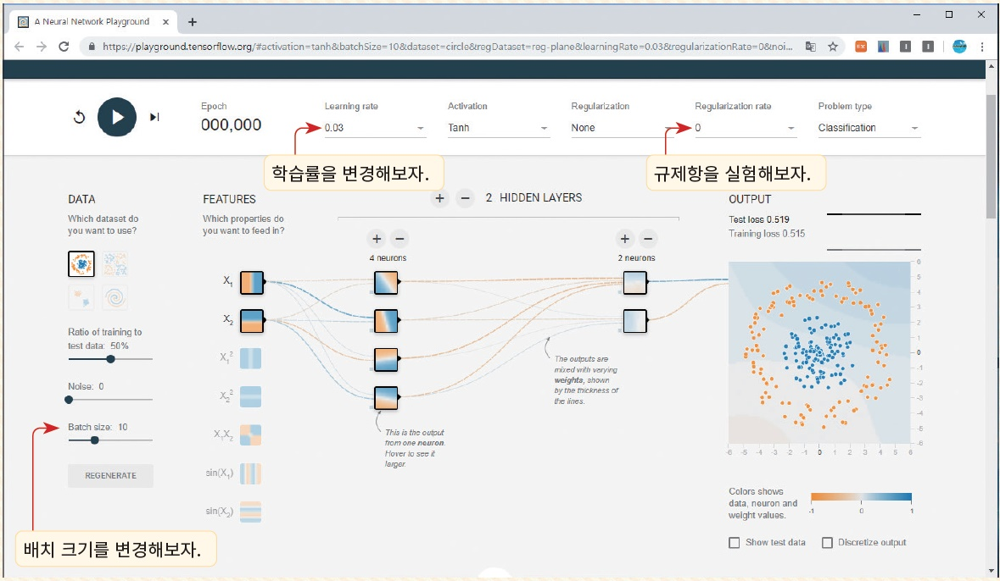 A Neural Network Playground
https://playground.tensorflow.org/#activation=tanh&batchSize=10&dataset=circle&regDataset=reg-plane&learningRate=0.03&regularizationRate=0&noi...
Epoch
000,000
Learning rate
0.03
Activation
Tanh
Regularization
None
Regularization rate
0
Problem type
Classification
학습률을 변경해보자.
규제항을 실험해보자.
DATA
Which dataset do
you want to use?
Ratio of training to
test data: 50%
Noise: 0
Batch size: 10
REGENERATE
배치 크기를 변경해보자.
FEATURES
Which properties do
you want to feed in?
X1
X2
X1²
X2²
X1X2
sin(X1)
sin(X2)
+ − 2 HIDDEN LAYERS
+ −
4 neurons
+ −
2 neurons
This is the output
from one neuron.
Hover to see it
larger.
The outputs are
mixed with varying
weights, shown
by the thickness of
the lines.
OUTPUT
Test loss 0.519
Training loss 0.515
6
5
4
3
2
1
0
-1
-2
-3
-4
-5
-6
-6 -5 -4 -3 -2 -1 0 1 2 3 4 5 6
Colors shows
data, neuron and
weight values.
-1 0 1
Show test data
Discretize output